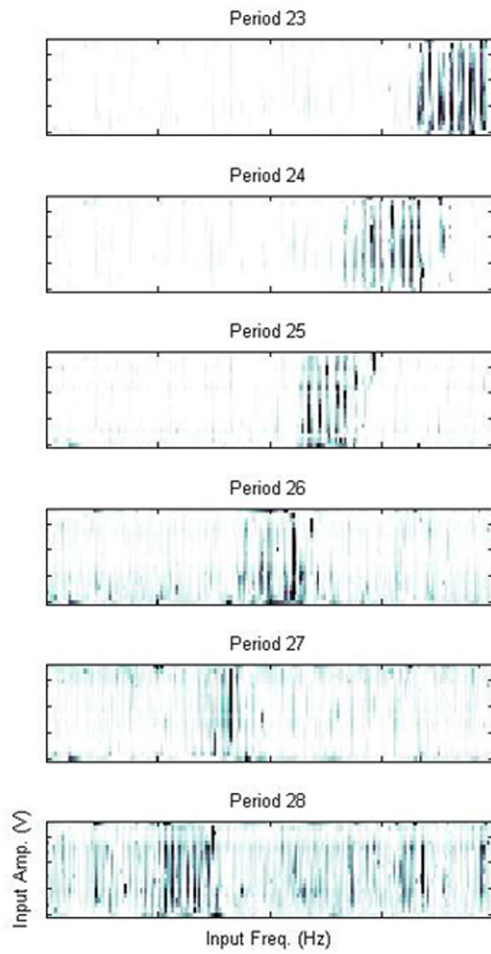 Period 23
Period 24
Period 25
Period 26
Period 27
Period 28
Input Amp. (V)
Input Freq. (Hz)